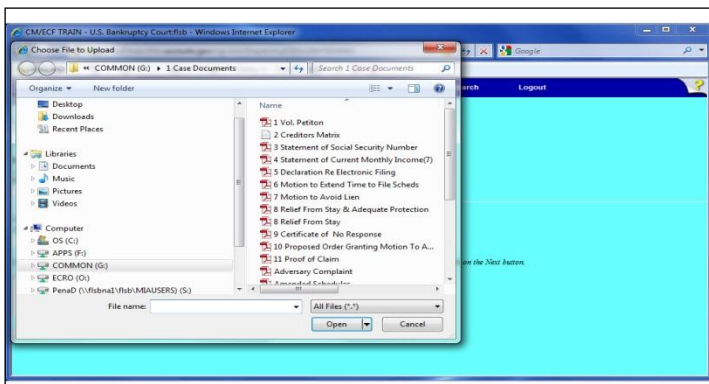 CM/ECF TRAIN - U.S. Bankruptcy Court:flsb - Windows Internet Explorer
Choose File to Upload
« COMMON (G:) ▸ 1 Case Documents
Search 1 Case Documents
Google
Organize
New folder
arch
Logout
Desktop
Downloads
Recent Places
Libraries
Documents
Music
Pictures
Videos
Computer
OS (C:)
APPS (F:)
COMMON (G:)
ECRO (O:)
PenaD (\\flsbna1\flsb\MIAUSERS) (S:)
Name
1 Vol. Petiton
2 Creditors Matrix
3 Statement of Social Security Number
4 Statement of Current Monthly Income(7)
5 Declaration Re Electronic Filing
6 Motion to Extend Time to File Scheds
7 Motion to Avoid Lien
8 Relief From Stay & Adequate Protection
8 Relief From Stay
9 Certificate of No Response
10 Proposed Order Granting Motion To A...
11 Proof of Claim
Adversary Complaint
Amended Schedules
on the Next button.
File name:
All Files (*.*)
Open
Cancel